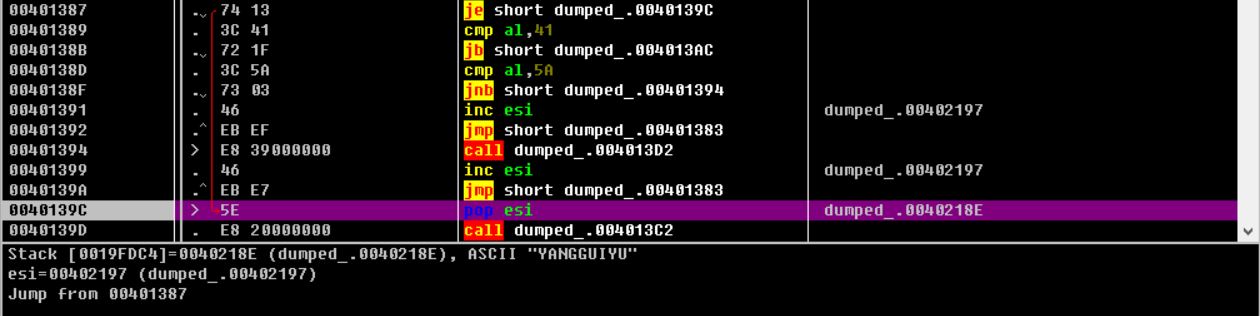 00401387 .⌄ 74 13 je short dumped_.0040139C
00401389 . 3C 41 cmp al,41
0040138B .⌄ 72 1F jb short dumped_.004013AC
0040138D . 3C 5A cmp al,5A
0040138F .⌄ 73 03 jnb short dumped_.00401394
00401391 . 46 inc esi dumped_.00402197
00401392 .^ EB EF jmp short dumped_.00401383
00401394 > E8 39000000 call dumped_.004013D2
00401399 . 46 inc esi dumped_.00402197
0040139A .^ EB E7 jmp short dumped_.00401383
0040139C > 5E pop esi dumped_.0040218E
0040139D . E8 20000000 call dumped_.004013C2
Stack [0019FDC4]=0040218E (dumped_.0040218E), ASCII "YANGGUIYU"
esi=00402197 (dumped_.00402197)
Jump from 00401387